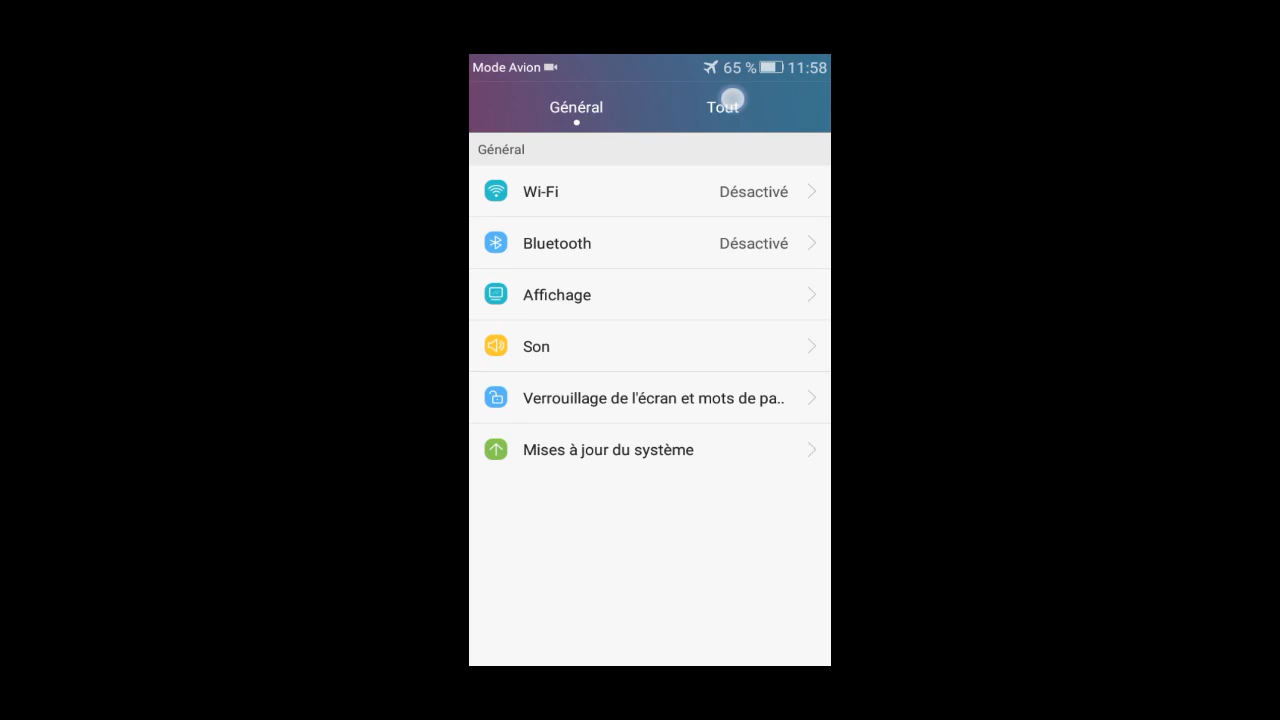 Mode Avion 65 % 11:58
Général Tout
Général
Wi-Fi Désactivé
Bluetooth Désactivé
Affichage
Son
Verrouillage de l'écran et mots de pa..
Mises à jour du système